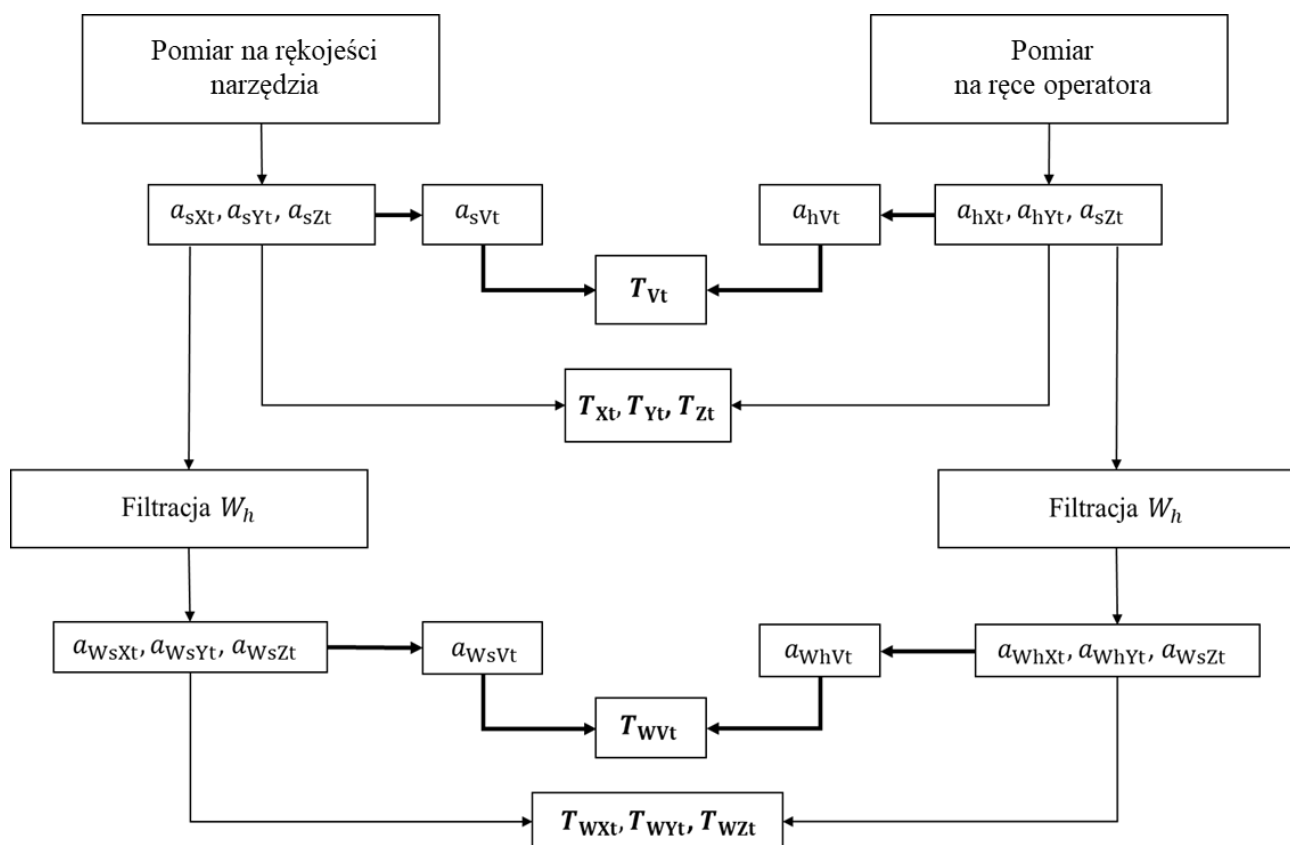 Pomiar na rękojeści
narzędzia
Pomiar
na ręce operatora
a_sXt, a_sYt, a_sZt
a_sVt
a_hVt
a_hXt, a_hYt, a_sZt
T_Vt
T_Xt, T_Yt, T_Zt
Filtracja W_h
Filtracja W_h
a_WsXt, a_WsYt, a_WsZt
a_WsVt
a_WhVt
a_WhXt, a_WhYt, a_WsZt
T_WVt
T_WXt, T_WYt, T_WZt